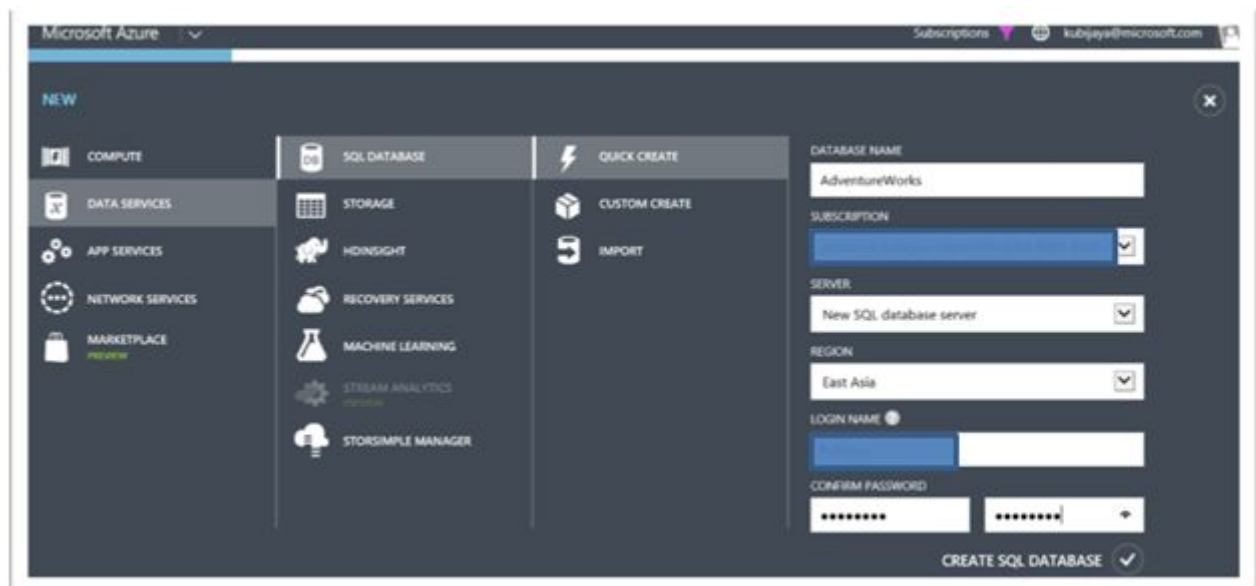 Microsoft Azure
Subscriptions
kubijaya@microsoft.com
NEW
COMPUTE
DATA SERVICES
APP SERVICES
NETWORK SERVICES
MARKETPLACE
PREVIEW
DB
SQL DATABASE
STORAGE
HDINSIGHT
RECOVERY SERVICES
MACHINE LEARNING
STREAM ANALYTICS
PREVIEW
STORSIMPLE MANAGER
QUICK CREATE
CUSTOM CREATE
IMPORT
DATABASE NAME
AdventureWorks
SUBSCRIPTION
SERVER
New SQL database server
REGION
East Asia
LOGIN NAME
CONFIRM PASSWORD
CREATE SQL DATABASE